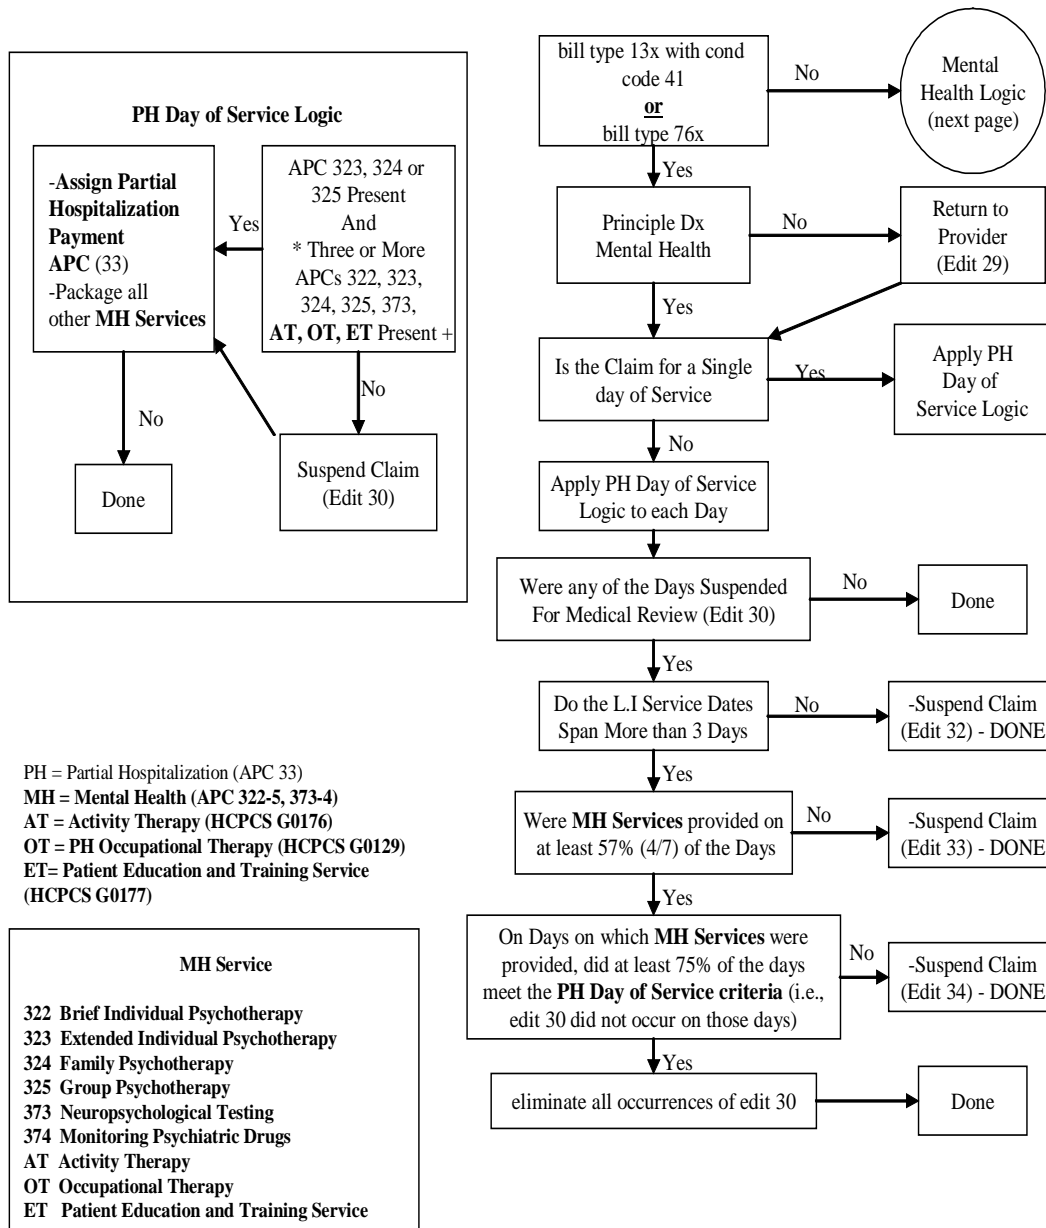 PH Day of Service Logic
-Assign Partial
Hospitalization
Payment
APC (33)
-Package all
other MH Services
Yes
APC 323, 324 or
325 Present
And
* Three or More
APCs 322, 323,
324, 325, 373,
AT, OT, ET Present +
No
No
Done
Suspend Claim
(Edit 30)
bill type 13x with cond
code 41
or
bill type 76x
No
Mental
Health Logic
(next page)
Yes
Principle Dx
Mental Health
No
Return to
Provider
(Edit 29)
Yes
Is the Claim for a Single
day of Service
Yes
Apply PH
Day of
Service Logic
No
Apply PH Day of Service
Logic to each Day
Were any of the Days Suspended
For Medical Review (Edit 30)
No
Done
Yes
Do the L.I Service Dates
Span More than 3 Days
No
-Suspend Claim
(Edit 32) - DONE
Yes
Were MH Services provided on
at least 57% (4/7) of the Days
No
-Suspend Claim
(Edit 33) - DONE
Yes
On Days on which MH Services were
provided, did at least 75% of the days
meet the PH Day of Service criteria (i.e.,
edit 30 did not occur on those days)
No
-Suspend Claim
(Edit 34) - DONE
Yes
eliminate all occurrences of edit 30
Done
PH = Partial Hospitalization (APC 33)
MH = Mental Health (APC 322-5, 373-4)
AT = Activity Therapy (HCPCS G0176)
OT = PH Occupational Therapy (HCPCS G0129)
ET= Patient Education and Training Service
(HCPCS G0177)
MH Service
322 Brief Individual Psychotherapy
323 Extended Individual Psychotherapy
324 Family Psychotherapy
325 Group Psychotherapy
373 Neuropsychological Testing
374 Monitoring Psychiatric Drugs
AT Activity Therapy
OT Occupational Therapy
ET Patient Education and Training Service